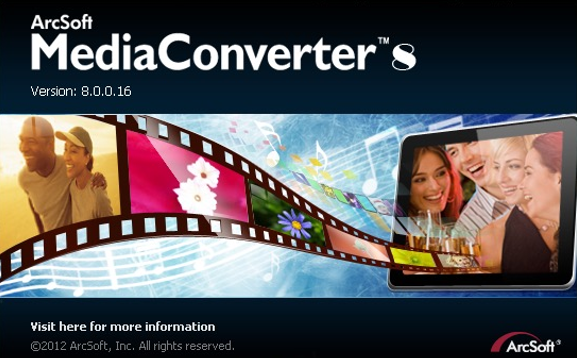 ArcSoft
MediaConverter™ 8
Version: 8.0.0.16
Visit here for more information
©2012 ArcSoft, Inc. All rights reserved.
ArcSoft®